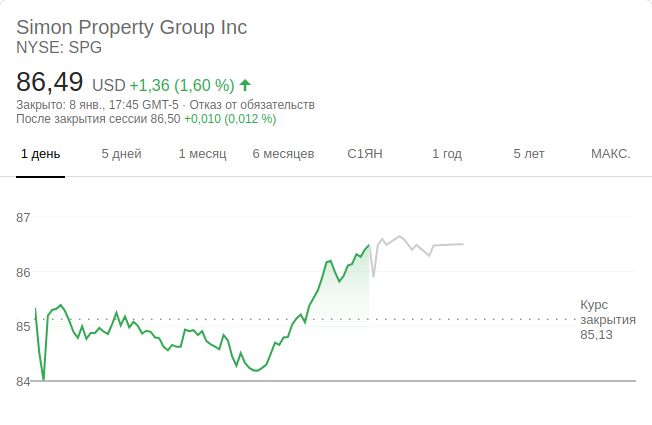 Simon Property Group Inc
NYSE: SPG
86,49 USD +1,36 (1,60 %)
Закрыто: 8 янв., 17:45 GMT-5 · Отказ от обязательств
После закрытия сессии 86,50 +0,010 (0,012 %)
1 день 5 дней 1 месяц 6 месяцев С1ЯН 1 год 5 лет МАКС.
87
86
85
84
Курс
закрытия
85,13